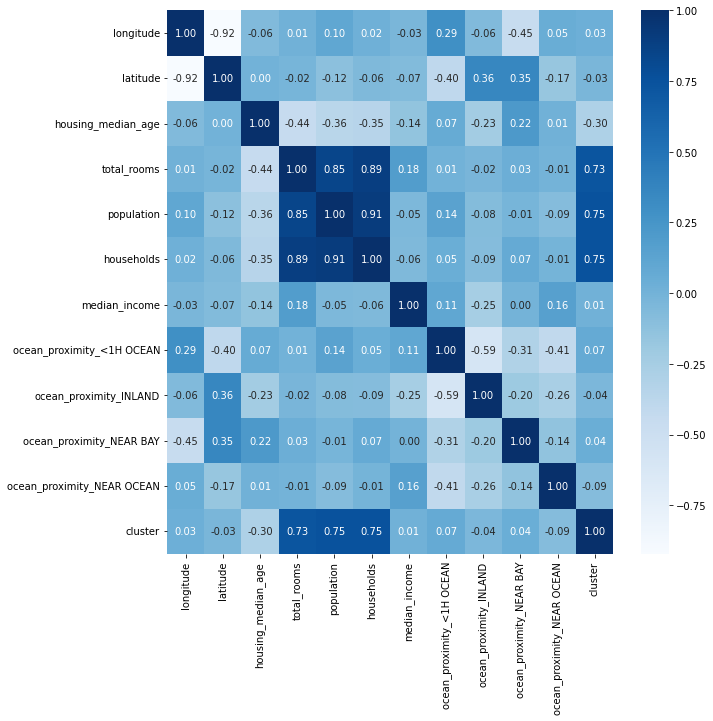 longitude 1.00 -0.92 -0.06 0.01 0.10 0.02 -0.03 0.29 -0.06 -0.45 0.05 0.03
latitude -0.92 1.00 0.00 -0.02 -0.12 -0.06 -0.07 -0.40 0.36 0.35 -0.17 -0.03
housing_median_age -0.06 0.00 1.00 -0.44 -0.36 -0.35 -0.14 0.07 -0.23 0.22 0.01 -0.30
total_rooms 0.01 -0.02 -0.44 1.00 0.85 0.89 0.18 0.01 -0.02 0.03 -0.01 0.73
population 0.10 -0.12 -0.36 0.85 1.00 0.91 -0.05 0.14 -0.08 -0.01 -0.09 0.75
households 0.02 -0.06 -0.35 0.89 0.91 1.00 -0.06 0.05 -0.09 0.07 -0.01 0.75
median_income -0.03 -0.07 -0.14 0.18 -0.05 -0.06 1.00 0.11 -0.25 0.00 0.16 0.01
ocean_proximity_<1H OCEAN 0.29 -0.40 0.07 0.01 0.14 0.05 0.11 1.00 -0.59 -0.31 -0.41 0.07
ocean_proximity_INLAND -0.06 0.36 -0.23 -0.02 -0.08 -0.09 -0.25 -0.59 1.00 -0.20 -0.26 -0.04
ocean_proximity_NEAR BAY -0.45 0.35 0.22 0.03 -0.01 0.07 0.00 -0.31 -0.20 1.00 -0.14 0.04
ocean_proximity_NEAR OCEAN 0.05 -0.17 0.01 -0.01 -0.09 -0.01 0.16 -0.41 -0.26 -0.14 1.00 -0.09
cluster 0.03 -0.03 -0.30 0.73 0.75 0.75 0.01 0.07 -0.04 0.04 -0.09 1.00
longitude
latitude
housing_median_age
total_rooms
population
households
median_income
ocean_proximity_<1H OCEAN
ocean_proximity_INLAND
ocean_proximity_NEAR BAY
ocean_proximity_NEAR OCEAN
cluster
1.00
0.75
0.50
0.25
0.00
−0.25
−0.50
−0.75